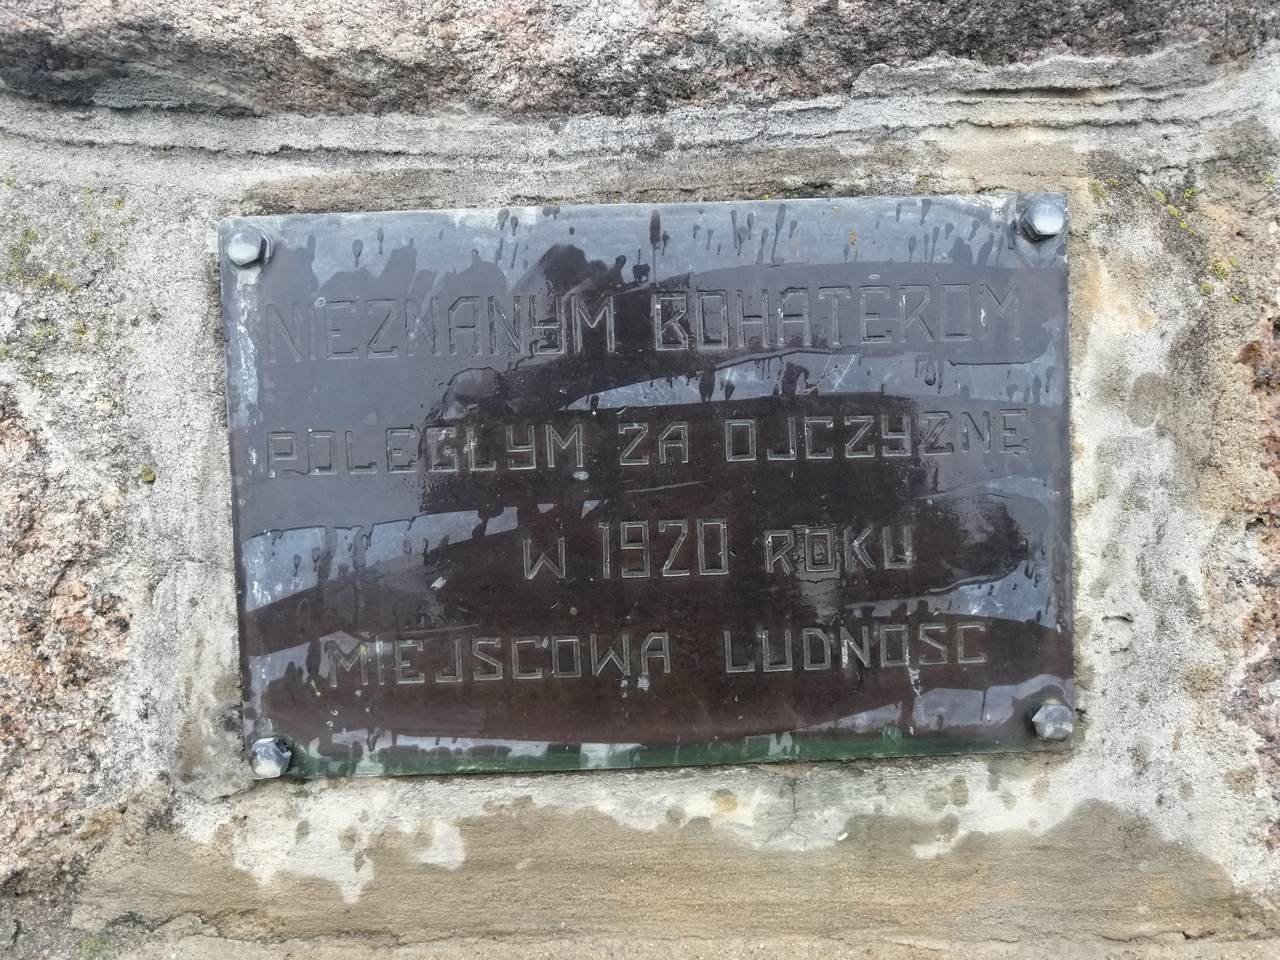 NIEZNANYM BOHATEROM
POLEGŁYM ZA OJCZYZNĘ
W 1920 ROKU
MIEJSCOWA LUDNOŚĆ